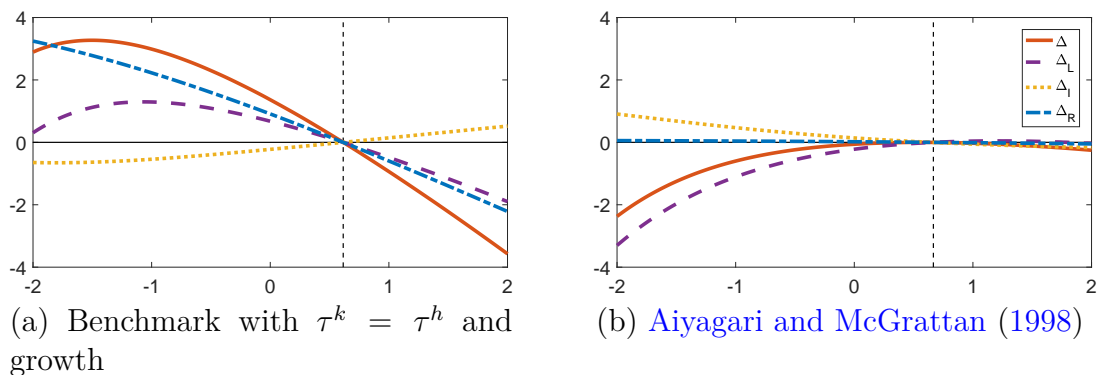 4
2
0
-2
-4
-2 -1 0 1 2
4
2
0
-2
-4
-2 -1 0 1 2
Δ
Δ_L
Δ_I
Δ_R
(a) Benchmark with τ^k = τ^h and
growth
(b) Aiyagari and McGrattan (1998)